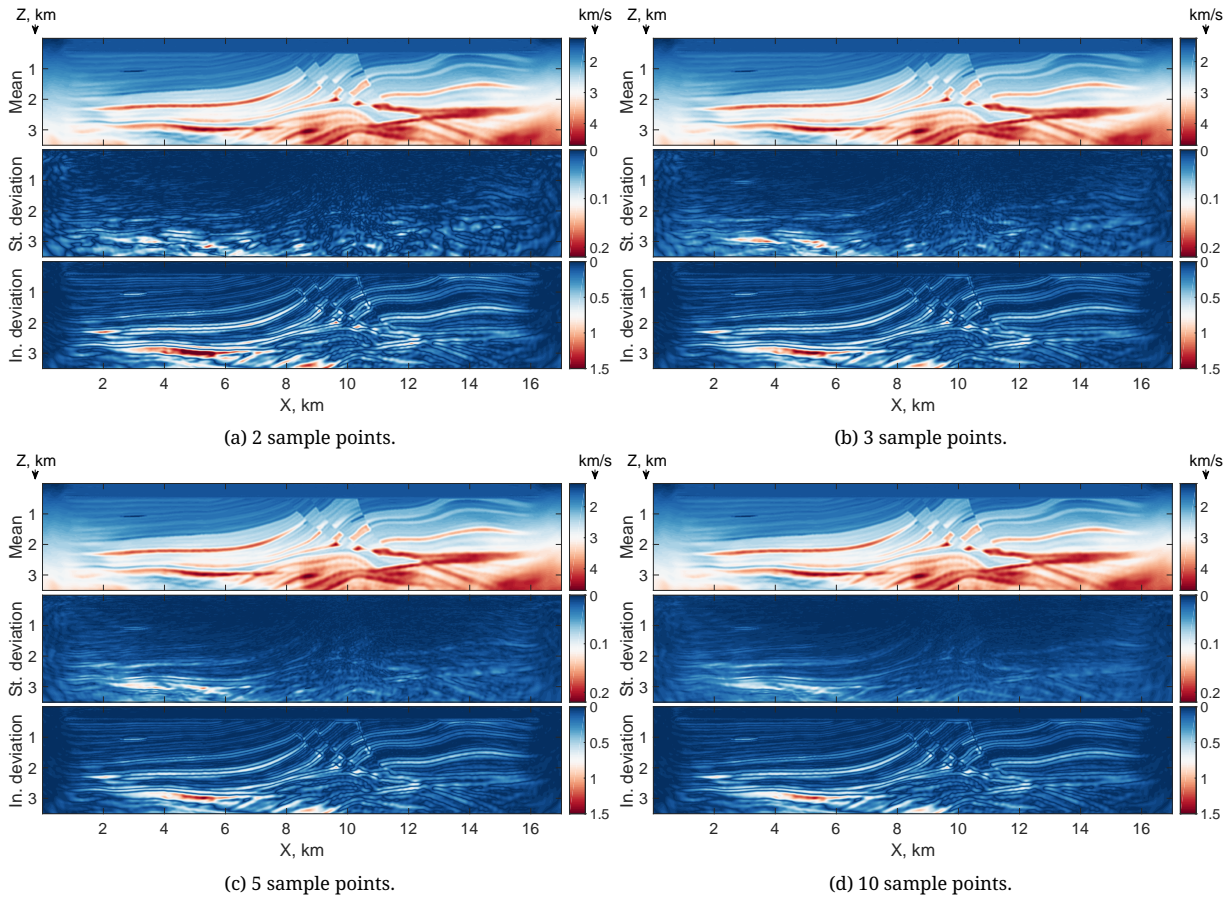 Z, km km/s Z, km km/s
Mean 1 2 3 2 3 4 Mean 1 2 3 2 3 4
St. deviation 1 2 3 0 0.1 0.2 St. deviation 1 2 3 0 0.1 0.2
In. deviation 1 2 3 0 0.5 1 1.5 In. deviation 1 2 3 0 0.5 1 1.5
2 4 6 8 10 12 14 16 2 4 6 8 10 12 14 16
X, km X, km
(a) 2 sample points. (b) 3 sample points.
Z, km km/s Z, km km/s
Mean 1 2 3 2 3 4 Mean 1 2 3 2 3 4
St. deviation 1 2 3 0 0.1 0.2 St. deviation 1 2 3 0 0.1 0.2
In. deviation 1 2 3 0 0.5 1 1.5 In. deviation 1 2 3 0 0.5 1 1.5
2 4 6 8 10 12 14 16 2 4 6 8 10 12 14 16
X, km X, km
(c) 5 sample points. (d) 10 sample points.